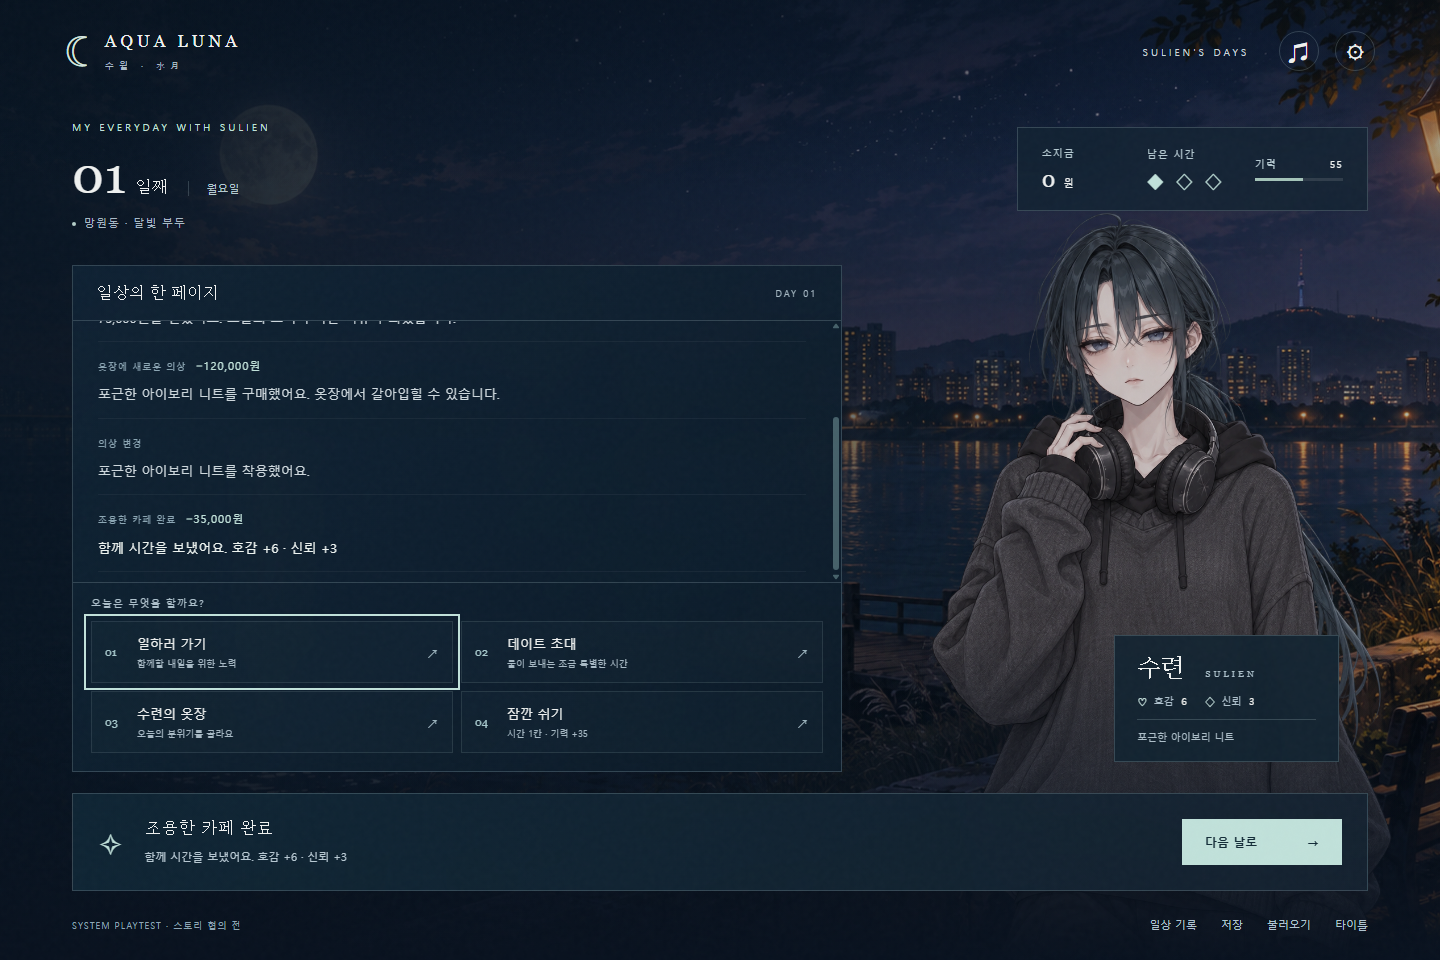 AQUA LUNA
수월 · 水月
SULIEN'S DAYS
MY EVERYDAY WITH SULIEN
01 일째 월요일
망원동 · 달빛 부두
소지금
0 원
남은 시간
기력 55
일상의 한 페이지
DAY 01
옷장에 새로운 의상 −120,000원
포근한 아이보리 니트를 구매했어요. 옷장에서 갈아입힐 수 있습니다.
의상 변경
포근한 아이보리 니트를 착용했어요.
조용한 카페 완료 −35,000원
함께 시간을 보냈어요. 호감 +6 · 신뢰 +3
오늘은 무엇을 할까요?
01 일하러 가기 ↗
함께할 내일을 위한 노력
02 데이트 초대 ↗
둘이 보내는 조금 특별한 시간
03 수련의 옷장 ↗
오늘의 분위기를 골라요
04 잠깐 쉬기 ↗
시간 1칸 · 기력 +35
수련 SULIEN
♡ 호감 6 ◇ 신뢰 3
포근한 아이보리 니트
조용한 카페 완료
함께 시간을 보냈어요. 호감 +6 · 신뢰 +3
다음 날로 →
SYSTEM PLAYTEST · 스토리 협의 전
일상 기록 저장 불러오기 타이틀